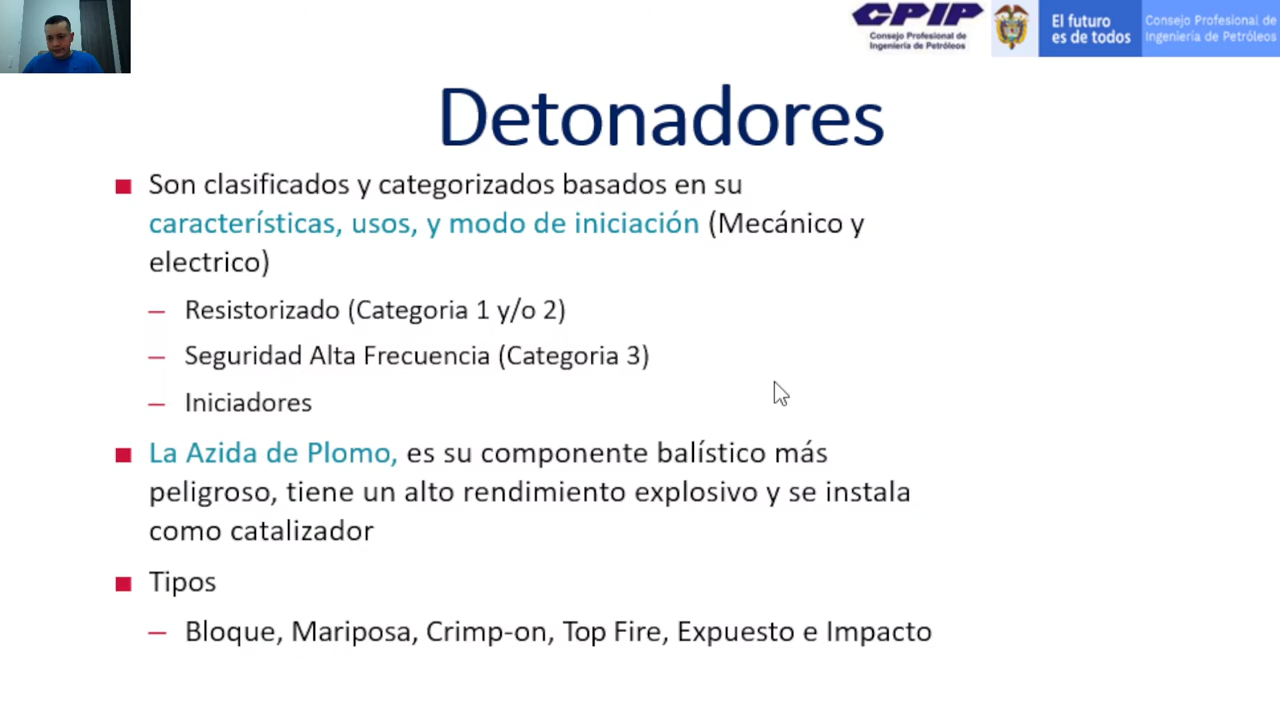 CPIP
Consejo Profesional de
Ingeniería de Petróleos
El futuro
es de todos
Consejo Profesional de
Ingeniería de Petróleos
Detonadores
Son clasificados y categorizados basados en su
características, usos, y modo de iniciación (Mecánico y
electrico)
– Resistorizado (Categoria 1 y/o 2)
– Seguridad Alta Frecuencia (Categoria 3)
– Iniciadores
La Azida de Plomo, es su componente balístico más
peligroso, tiene un alto rendimiento explosivo y se instala
como catalizador
Tipos
– Bloque, Mariposa, Crimp-on, Top Fire, Expuesto e Impacto